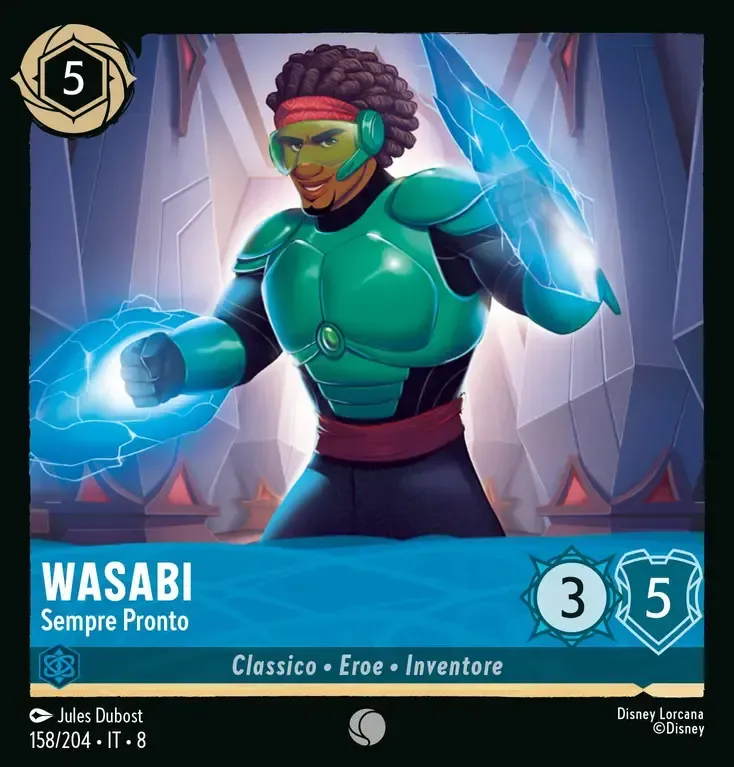 5
WASABI
Sempre Pronto
3
5
Classico • Eroe • Inventore
Jules Dubost
158/204 • IT • 8
Disney Lorcana
©Disney